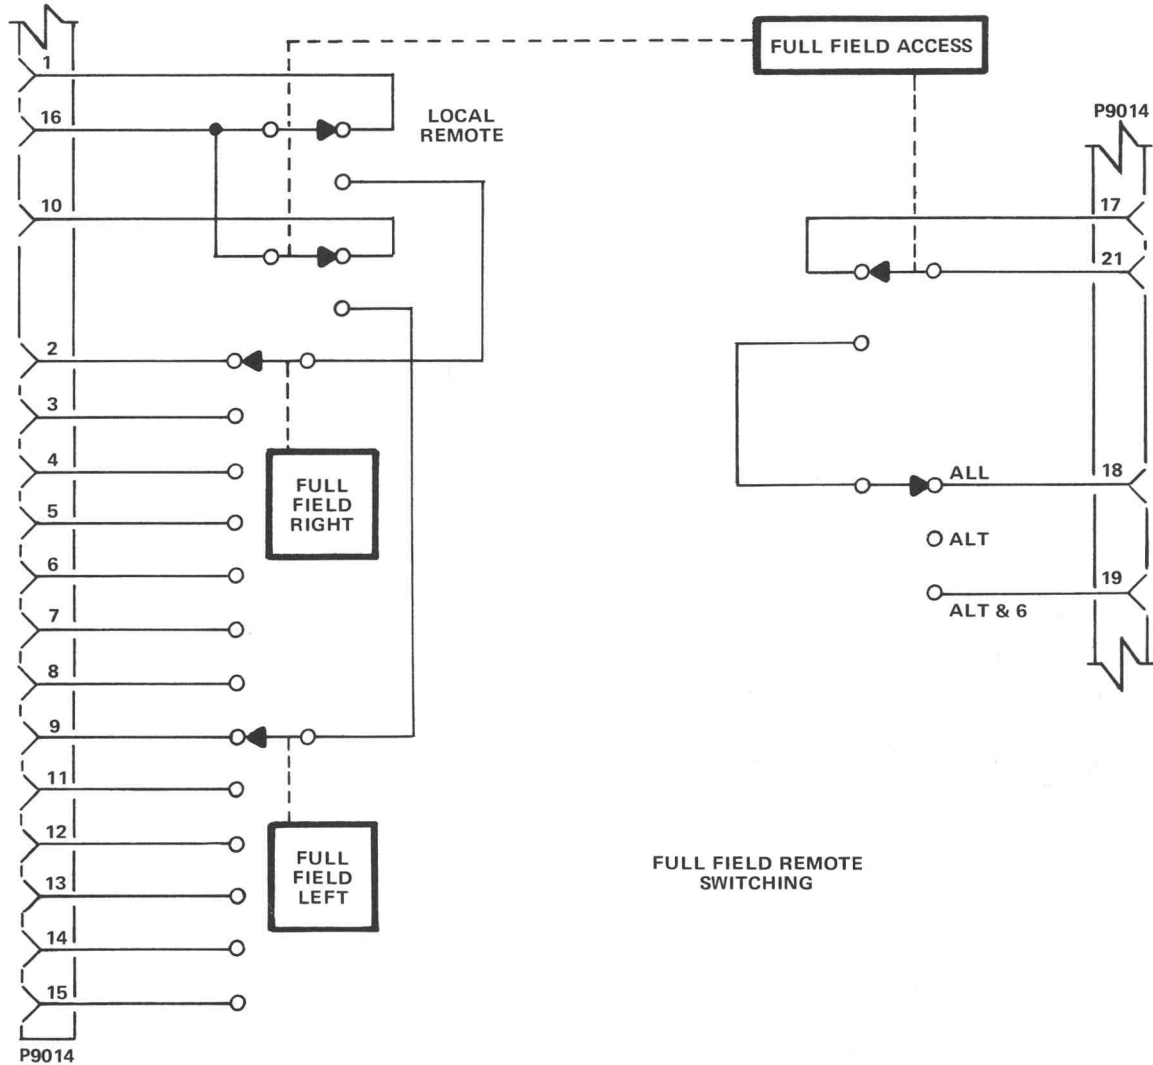 FULL FIELD ACCESS
1
16
LOCAL
REMOTE
P9014
10
17
21
2
3
4
FULL
FIELD
RIGHT
5
6
7
8
9
ALL
18
ALT
19
ALT & 6
11
12
13
14
15
FULL
FIELD
LEFT
FULL FIELD REMOTE
SWITCHING
P9014